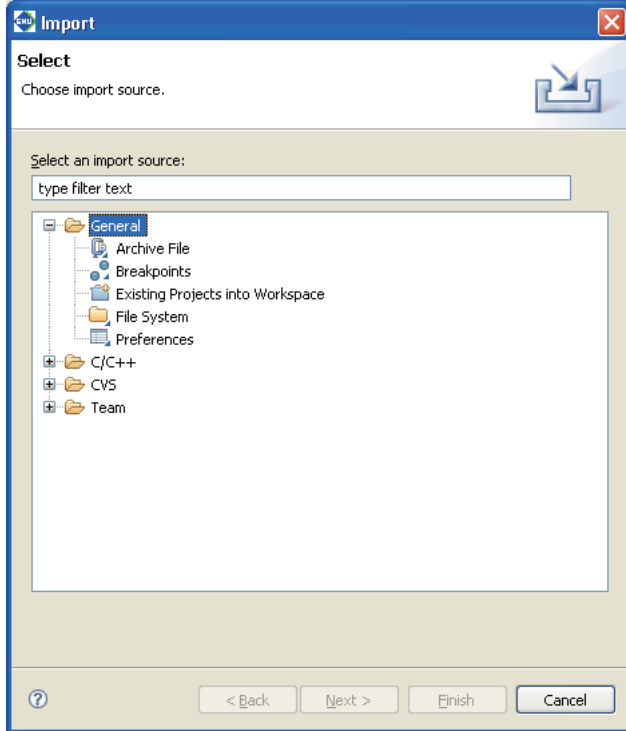 GNU Import
Select
Choose import source.
Select an import source:
type filter text
General
Archive File
Breakpoints
Existing Projects into Workspace
File System
Preferences
C/C++
CVS
Team
? < Back Next > Finish Cancel